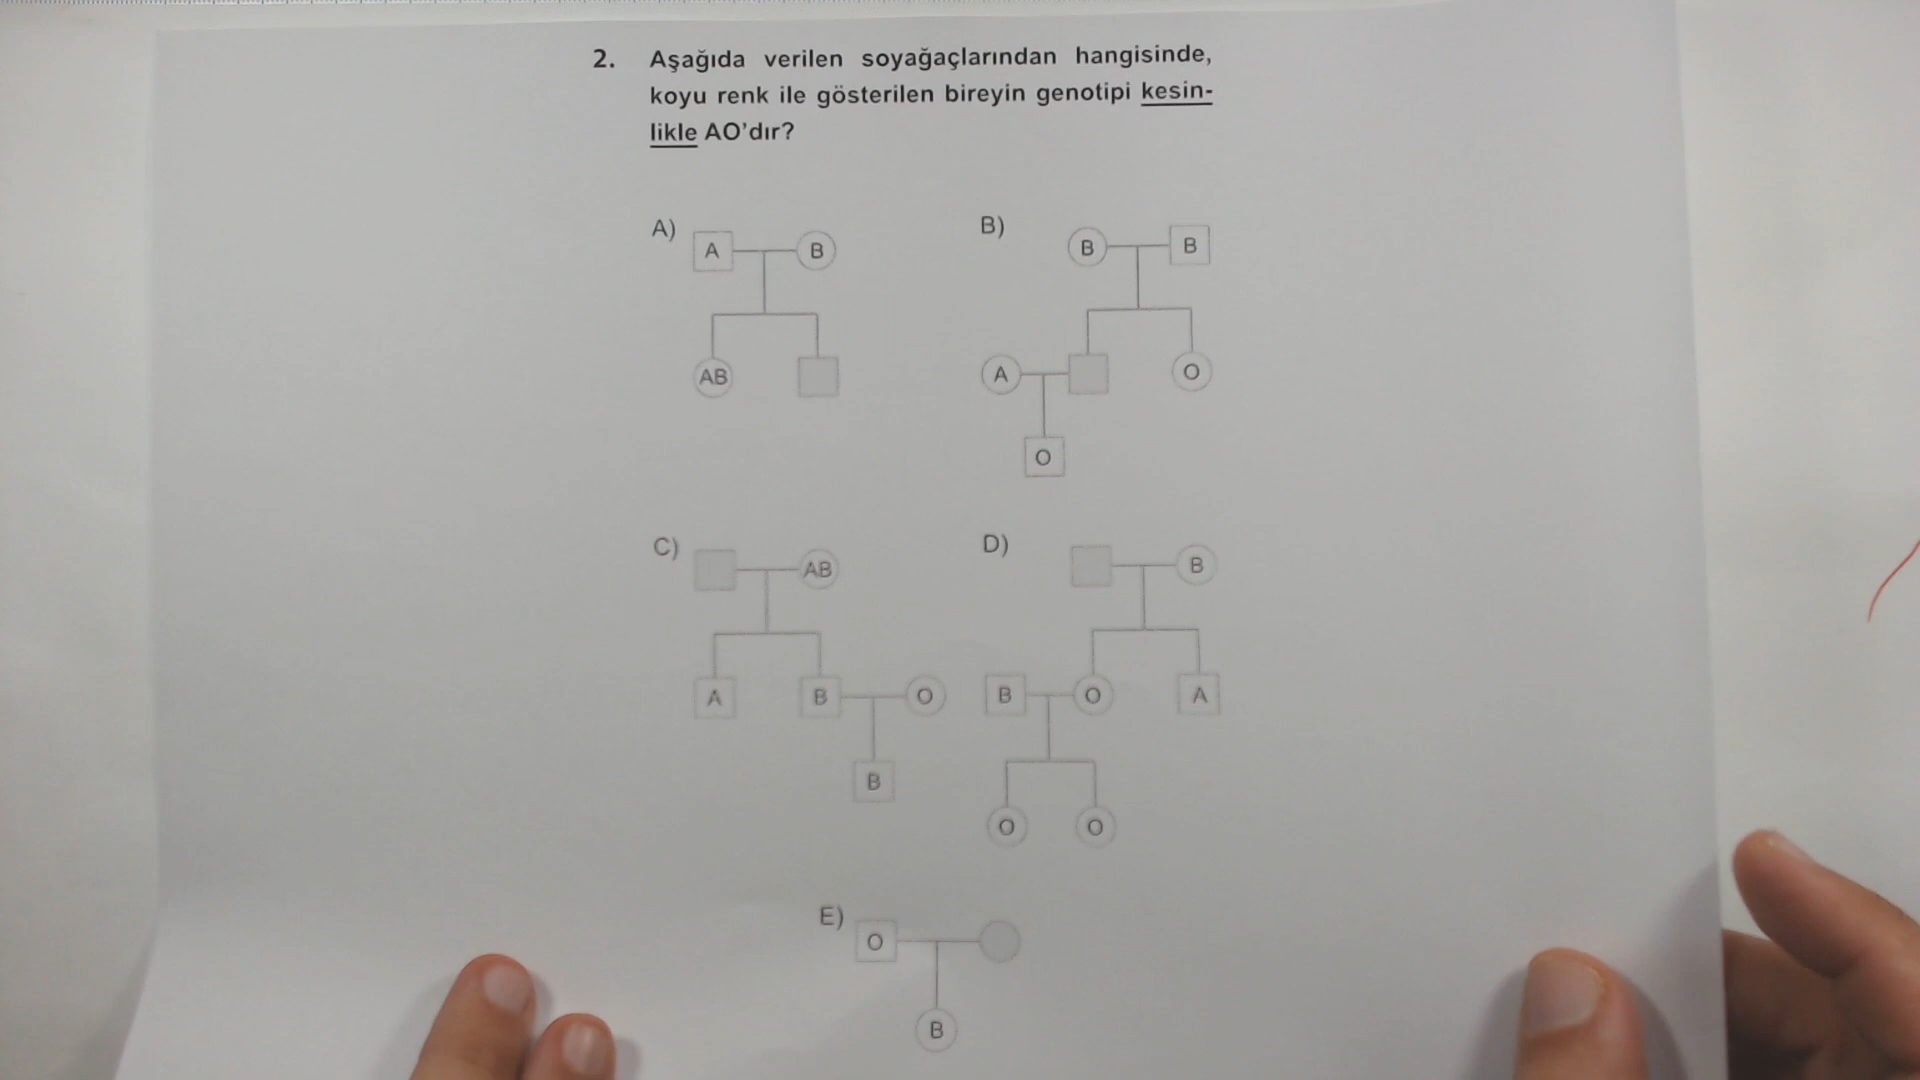 2. Aşağıda verilen soyağaçlarından hangisinde,
koyu renk ile gösterilen bireyin genotipi kesin-
likle AO'dır?
A) A B
AB
B) B B
A O
O
C) AB
A B O
B
D) B
B O A
O O
E) O
B